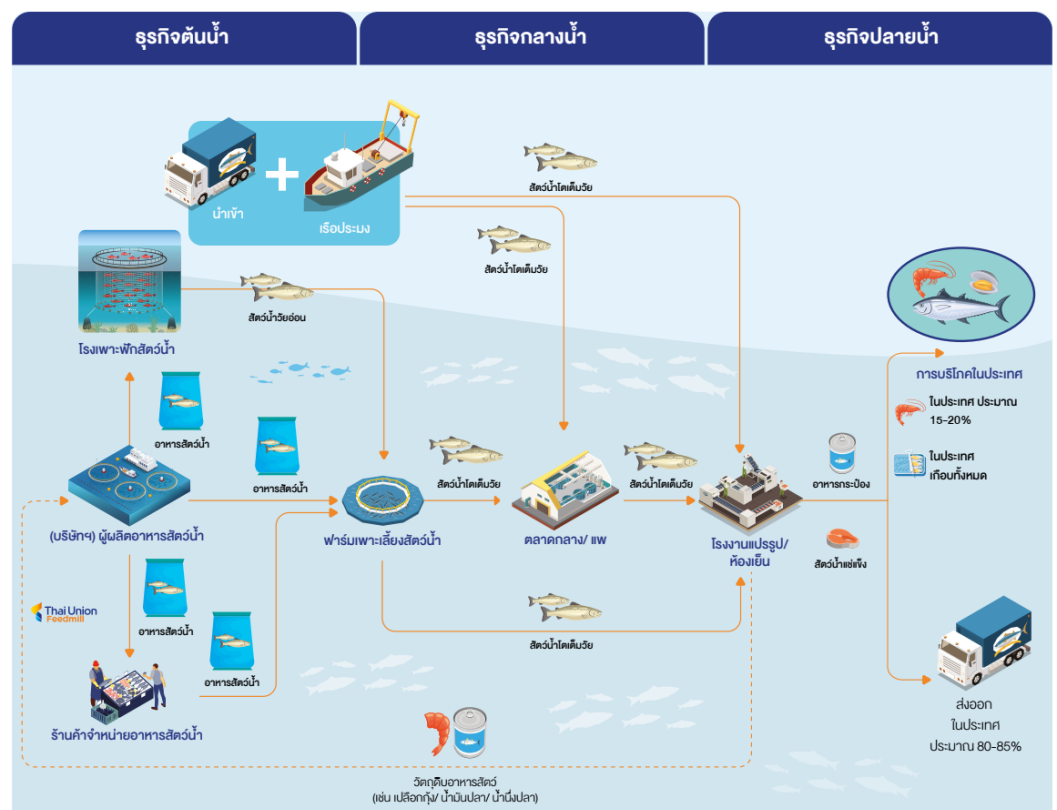 ธุรกิจต้นน้ำ
ธุรกิจกลางน้ำ
ธุรกิจปลายน้ำ
นำเข้า
เรือประมง
สัตว์น้ำโตเต็มวัย
สัตว์น้ำโตเต็มวัย
สัตว์น้ำวัยอ่อน
โรงเพาะฟักสัตว์น้ำ
การบริโภคในประเทศ
ในประเทศ ประมาณ
15-20%
ในประเทศ
เกือบทั้งหมด
อาหารสัตว์น้ำ
อาหารสัตว์น้ำ
สัตว์น้ำโตเต็มวัย
สัตว์น้ำโตเต็มวัย
อาหารกระป๋อง
(บริษัทฯ) ผู้ผลิตอาหารสัตว์น้ำ
ฟาร์มเพาะเลี้ยงสัตว์น้ำ
ตลาดกลาง/ แพ
โรงงานแปรรูป/
ห้องเย็น
สัตว์น้ำแช่แข็ง
Thai Union
Feedmill
อาหารสัตว์น้ำ
อาหารสัตว์น้ำ
สัตว์น้ำโตเต็มวัย
ร้านค้าจำหน่ายอาหารสัตว์น้ำ
ส่งออก
ในประเทศ
ประมาณ 80-85%
วัตถุดิบอาหารสัตว์
(เช่น เปลือกกุ้ง/ น้ำมันปลา/ น้ำนึ่งปลา)